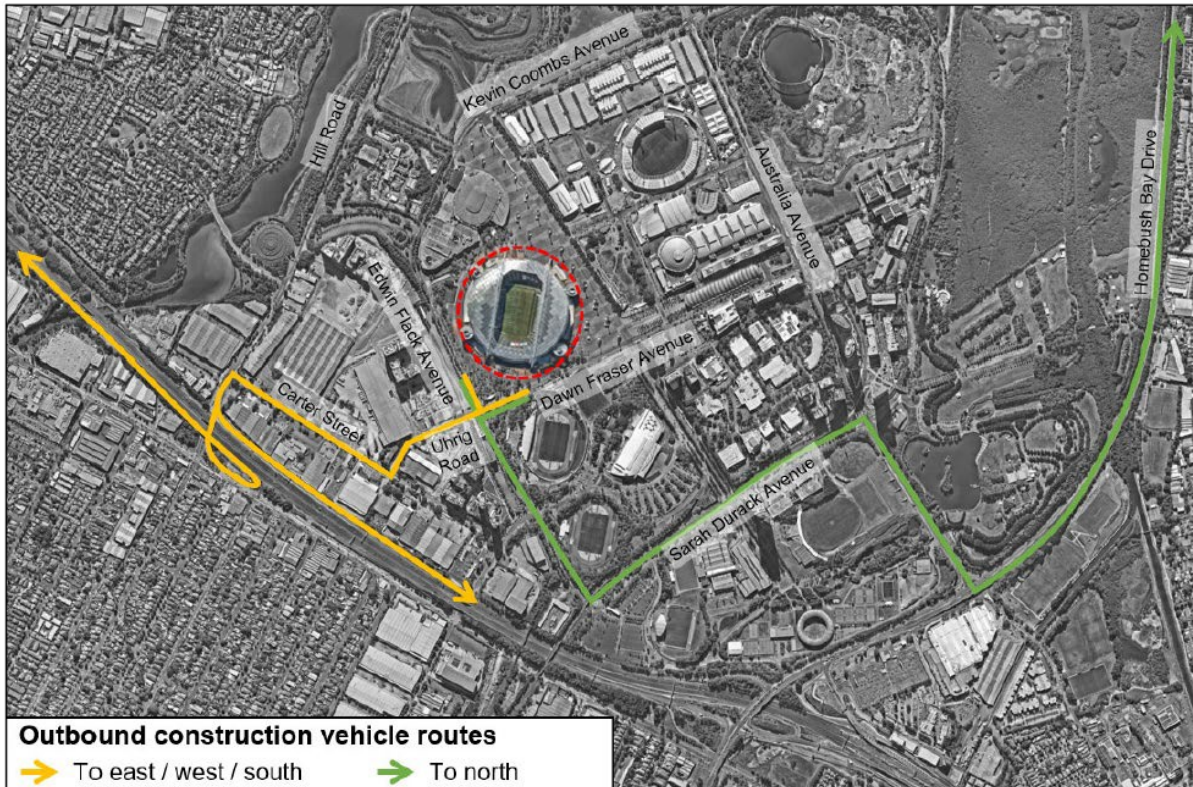 Kevin Coombs Avenue
Hill Road
Australia Avenue
Homebush Bay Drive
Edwin Flack Avenue
Dawn Fraser Avenue
Carter Street
Uhrig
Road
Sarah Durack Avenue
Outbound construction vehicle routes
To east / west / south
To north